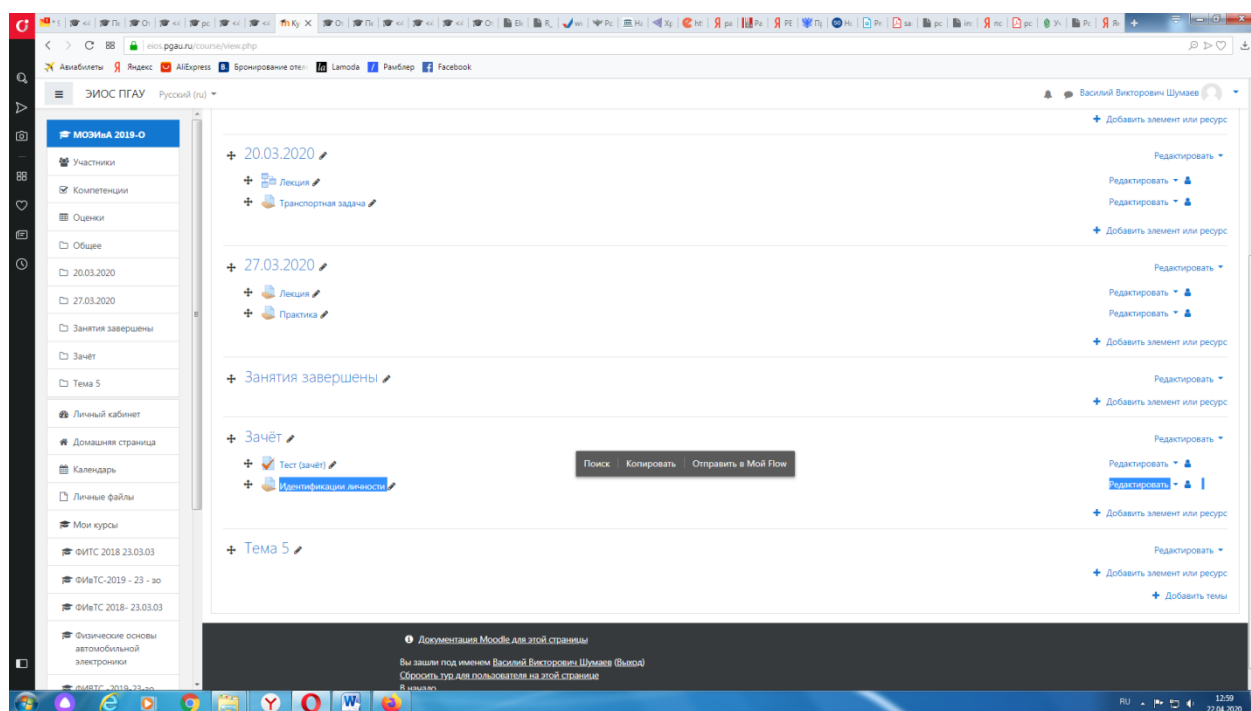 eios.pgau.ru/course/view.php
Авиабилеты Яндекс AliExpress Бронирование отел Lamoda Рамблер Facebook
ЭИОС ПГАУ Русский (ru)
Василий Викторович Шумаев
Добавить элемент или ресурс
МОЭИвА 2019-О
Участники
Компетенции
Оценки
Общее
20.03.2020
27.03.2020
Занятия завершены
Зачёт
Тема 5
Личный кабинет
Домашняя страница
Календарь
Личные файлы
Мои курсы
ФИТС 2018 23.03.03
ФИвТС-2019 - 23 - зо
ФИвТС 2018- 23.03.03
Физические основы
автомобильной
электроники
20.03.2020 Редактировать
Лекция Редактировать
Транспортная задача Редактировать
Добавить элемент или ресурс
27.03.2020 Редактировать
Лекция Редактировать
Практика Редактировать
Добавить элемент или ресурс
Занятия завершены Редактировать
Добавить элемент или ресурс
Зачёт Редактировать
Тест (зачёт) Редактировать
Поиск Копировать Отправить в Мой Flow
Идентификации личности Редактировать
Добавить элемент или ресурс
Тема 5 Редактировать
Добавить элемент или ресурс
Добавить темы
Документация Moodle для этой страницы
Вы зашли под именем Василий Викторович Шумаев (Выход)
Сбросить тур для пользователя на этой странице
В начало
RU 12:59
22.04.2020